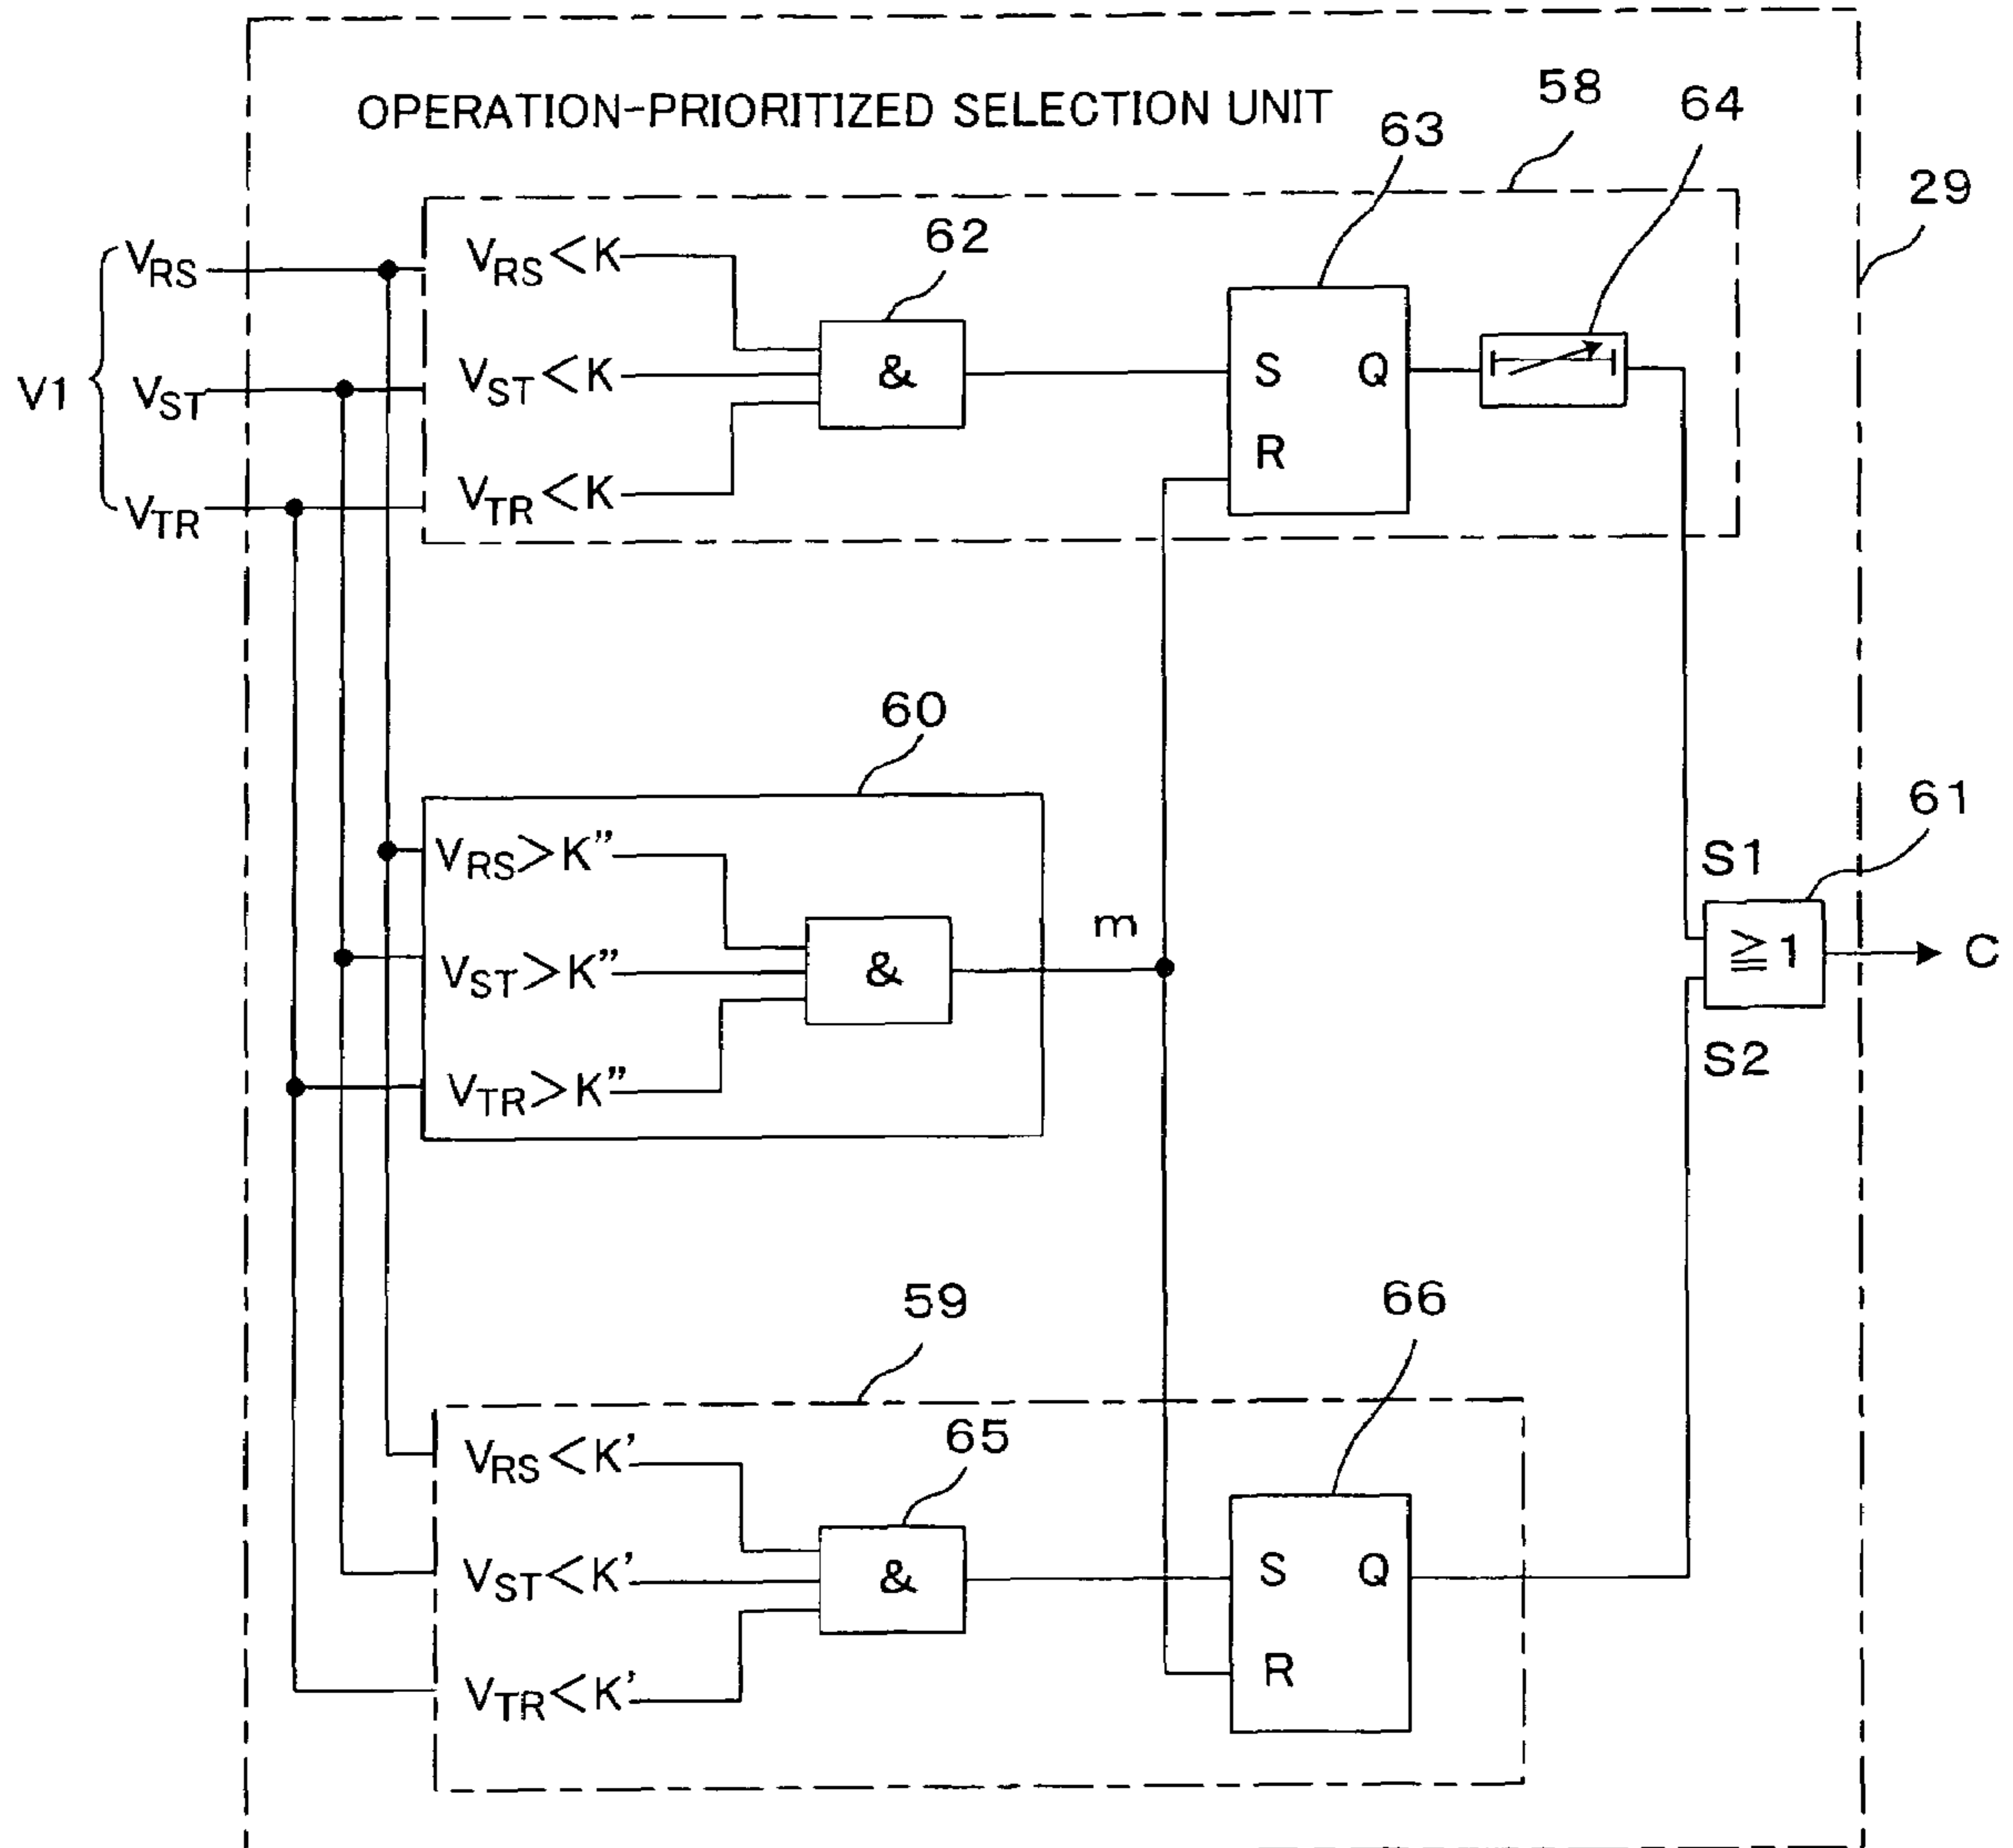 OPERATION-PRIORITIZED SELECTION UNIT
58
64
63
29
62
V1
VRS
VST
VTR
VRS<K
VST<K
VTR<K
&
S
Q
R
60
VRS>K"
VST>K"
VTR>K"
&
m
61
S1
≧1
C
S2
59
66
65
VRS<K'
VST<K'
VTR<K'
&
S
Q
R